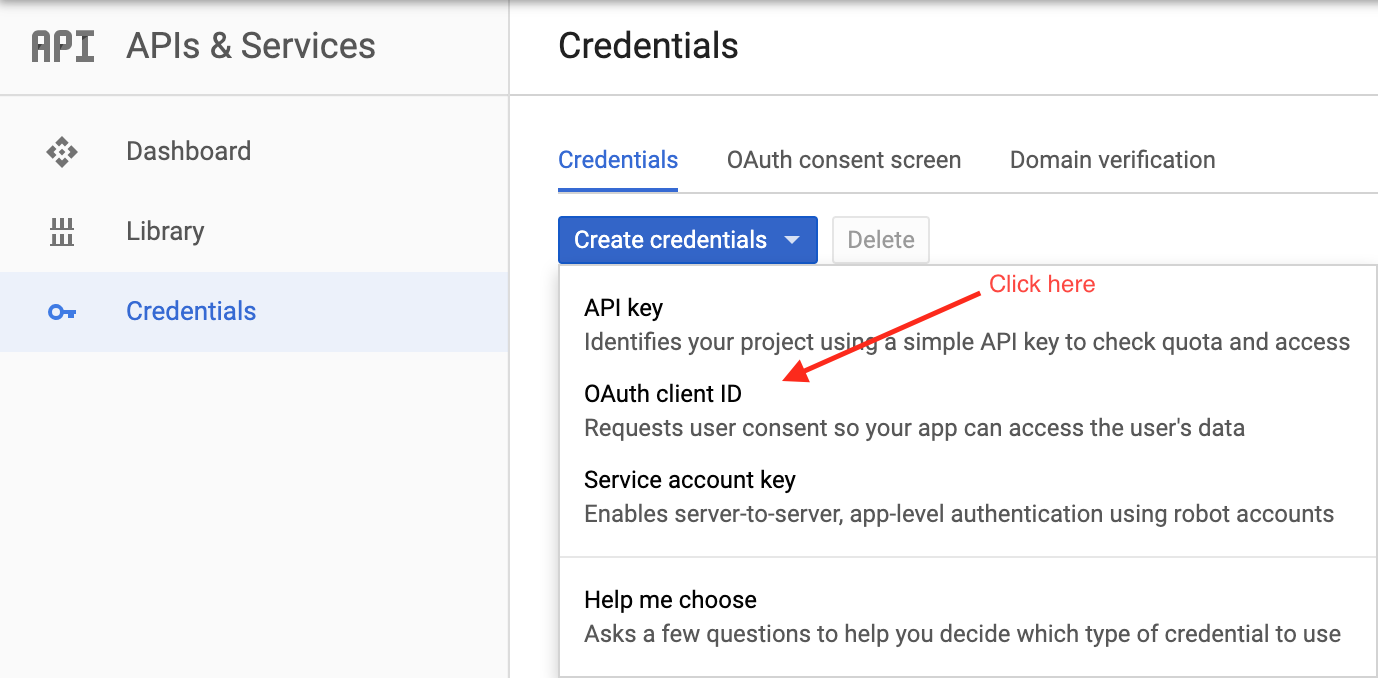 API APIs & Services
Credentials
Dashboard
Library
Credentials
Credentials OAuth consent screen Domain verification
Create credentials Delete
Click here
API key
Identifies your project using a simple API key to check quota and access
OAuth client ID
Requests user consent so your app can access the user's data
Service account key
Enables server-to-server, app-level authentication using robot accounts
Help me choose
Asks a few questions to help you decide which type of credential to use